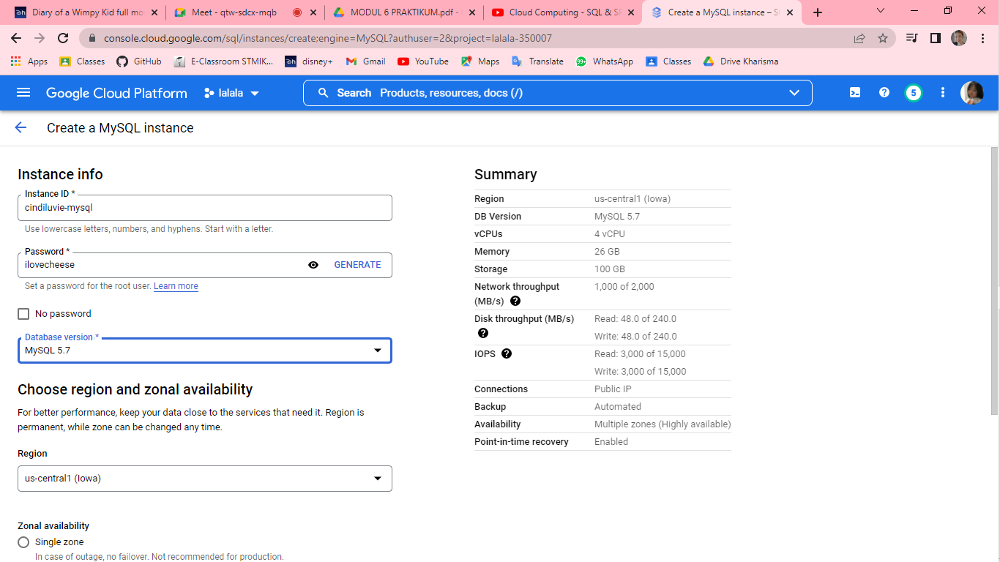 Diary of a Wimpy Kid full mo
Meet - qtw-sdcx-mqb
MODUL 6 PRAKTIKUM.pdf -
Cloud Computing - SQL & SP
Create a MySQL instance – S
console.cloud.google.com/sql/instances/create;engine=MySQL?authuser=2&project=lalala-350007
Apps
Classes
GitHub
E-Classroom STMIK...
disney+
Gmail
YouTube
Maps
Translate
99+
WhatsApp
Classes
Drive Kharisma
Google Cloud Platform
lalala
Search Products, resources, docs (/)
5
Create a MySQL instance
Instance info
Instance ID *
cindiluvie-mysql
Use lowercase letters, numbers, and hyphens. Start with a letter.
Password *
ilovecheese
GENERATE
Set a password for the root user. Learn more
No password
Database version *
MySQL 5.7
Choose region and zonal availability
For better performance, keep your data close to the services that need it. Region is
permanent, while zone can be changed any time.
Region
us-central1 (Iowa)
Zonal availability
Single zone
In case of outage, no failover. Not recommended for production.
Summary
Region us-central1 (Iowa)
DB Version MySQL 5.7
vCPUs 4 vCPU
Memory 26 GB
Storage 100 GB
Network throughput 1,000 of 2,000
(MB/s)
Disk throughput (MB/s) Read: 48.0 of 240.0
Write: 48.0 of 240.0
IOPS Read: 3,000 of 15,000
Write: 3,000 of 15,000
Connections Public IP
Backup Automated
Availability Multiple zones (Highly available)
Point-in-time recovery Enabled